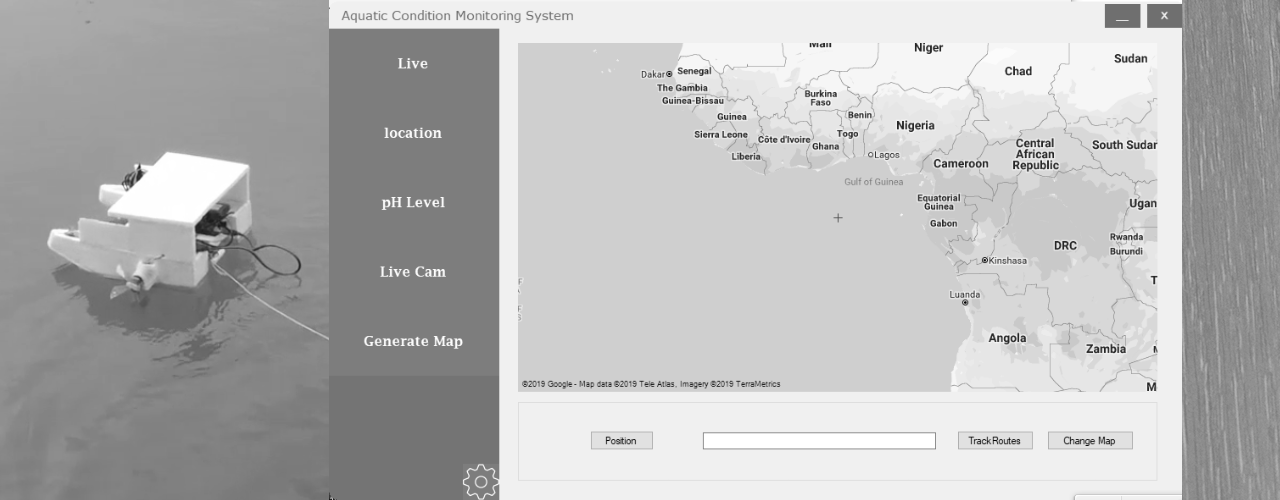 Aquatic Condition Monitoring System
__ X
Live
location
pH Level
Live Cam
Generate Map
Mali
Niger
Chad
Sudan
Dakar
Senegal
The Gambia
Guinea-Bissau
Guinea
Sierra Leone
Liberia
Côte d'Ivoire
Burkina
Faso
Ghana
Togo
Benin
Nigeria
Lagos
Cameroon
Central
African
Republic
South Sudan
Gulf of Guinea
Equatorial
Guinea
Gabon
DRC
Ugan
Rwanda
Burundi
Kinshasa
Luanda
Angola
Zambia
©2019 Google - Map data ©2019 Tele Atlas, Imagery ©2019 TerraMetrics
Position
TrackRoutes
Change Map